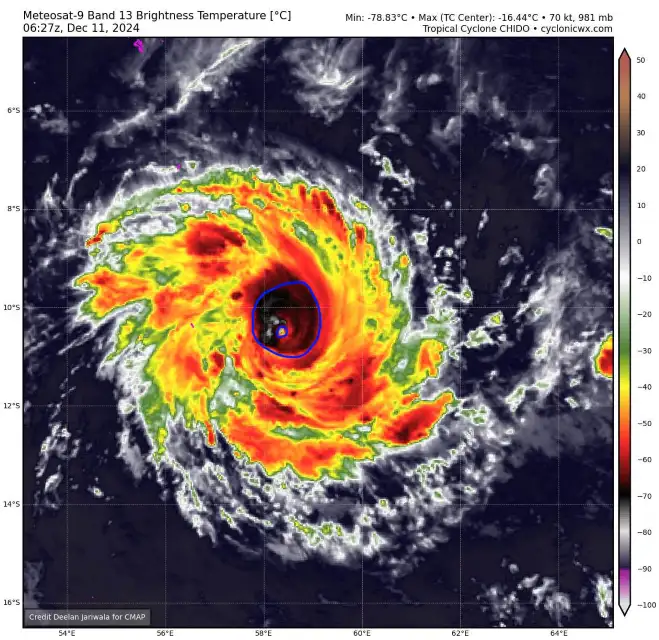 Meteosat-9 Band 13 Brightness Temperature [°C]
06:27z, Dec 11, 2024
Min: -78.83°C • Max (TC Center): -16.44°C • 70 kt, 981 mb
Tropical Cyclone CHIDO • cyclonicwx.com
6°S
8°S
10°S
12°S
14°S
16°S
54°E
56°E
58°E
60°E
62°E
64°E
50
40
30
20
10
0
−10
−20
−30
−40
−50
−60
−70
−80
−90
−100
Credit Deelan Jariwala for CMAP